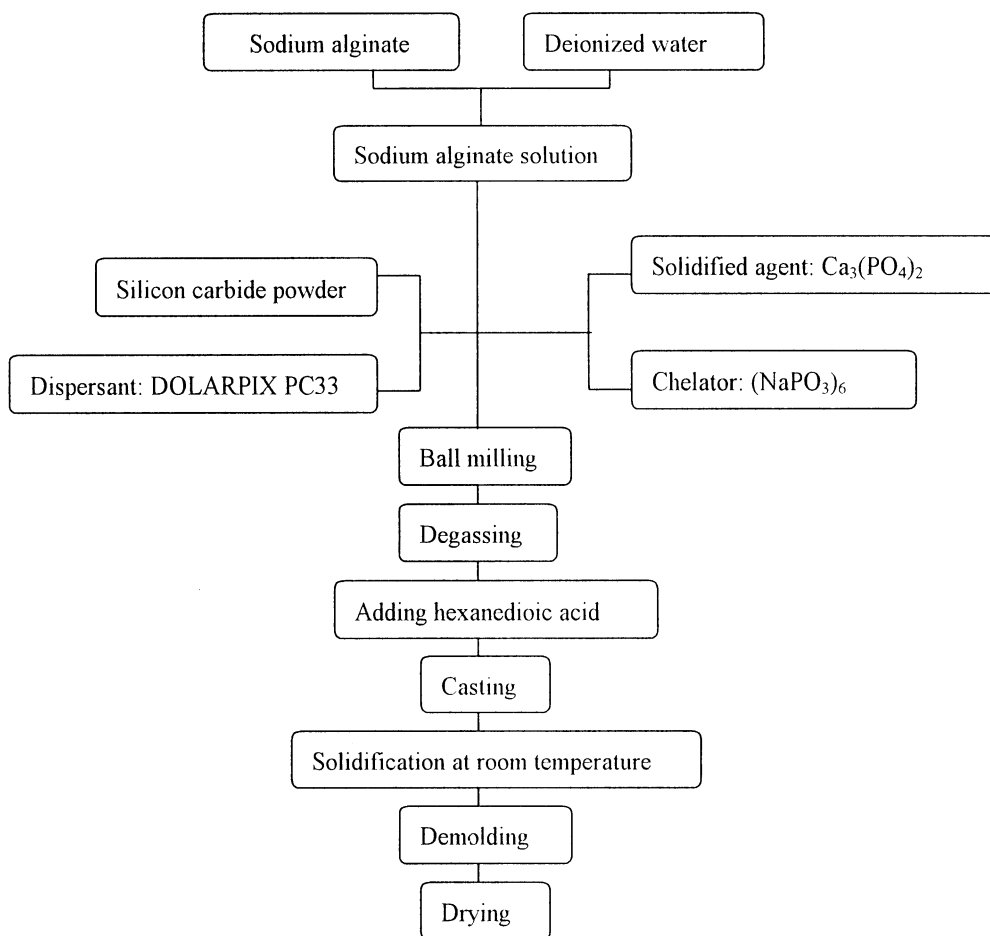 Sodium alginate
Deionized water
Sodium alginate solution
Silicon carbide powder
Solidified agent: Ca₃(PO₄)₂
Dispersant: DOLARPIX PC33
Chelator: (NaPO₃)₆
Ball milling
Degassing
Adding hexanedioic acid
Casting
Solidification at room temperature
Demolding
Drying